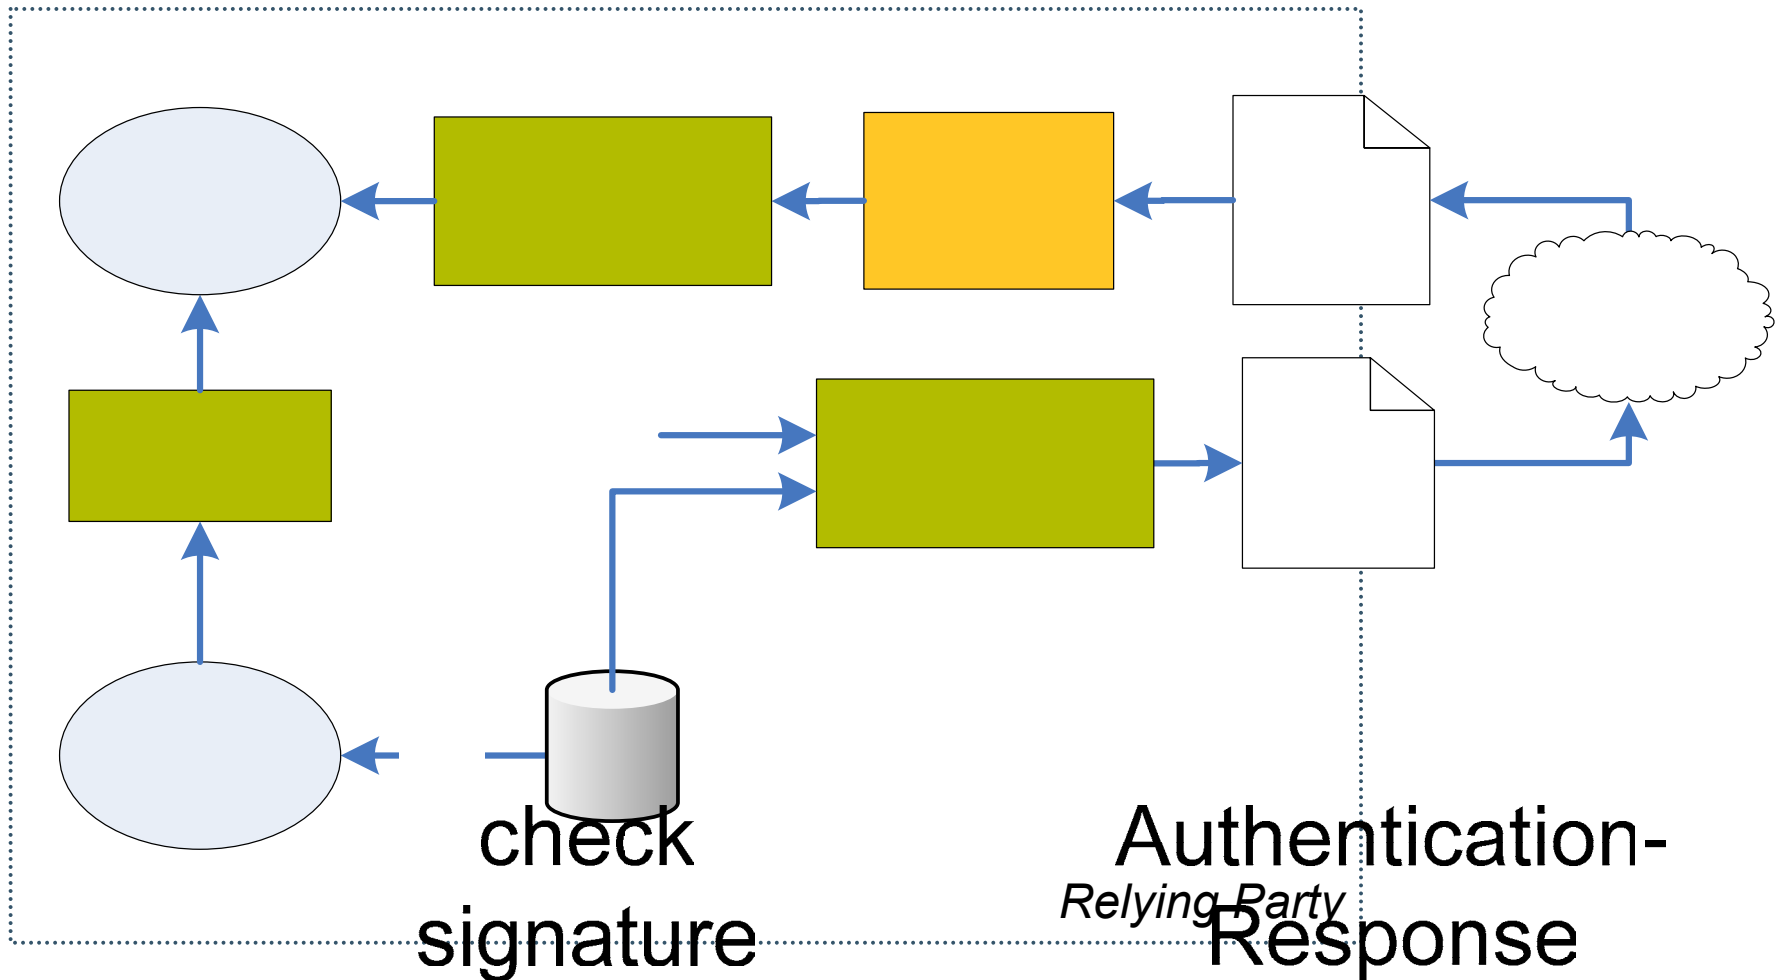 check
signature
Relying Party
Authentication-
Response